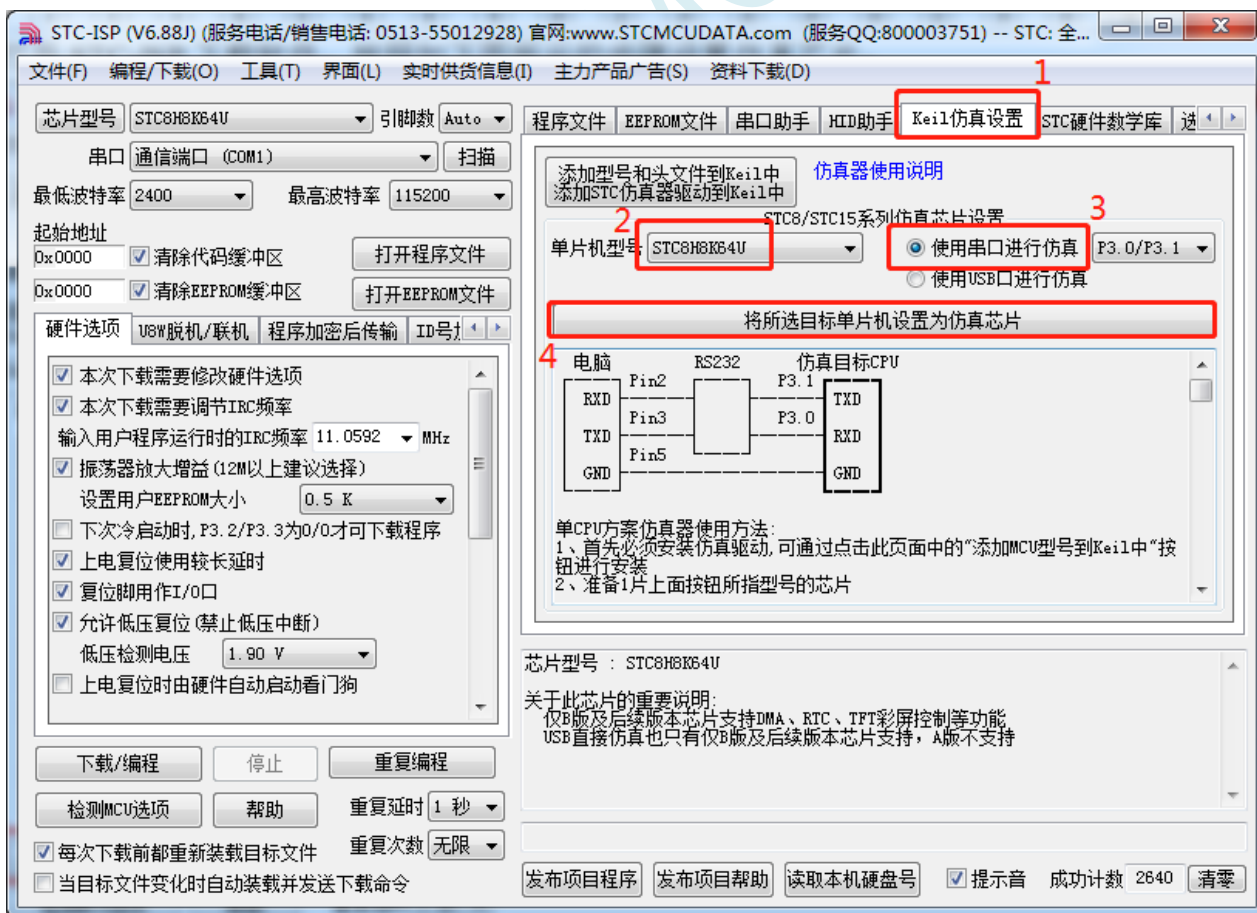 STC-ISP (V6.88J) (服务电话/销售电话: 0513-55012928) 官网:www.STCMCUDATA.com (服务QQ:800003751) -- STC: 全...
文件(F) 编程/下载(O) 工具(T) 界面(L) 实时供货信息(I) 主力产品广告(S) 资料下载(D)
1
芯片型号 STC8H8K64U 引脚数 Auto
串口 通信端口 (COM1) 扫描
最低波特率 2400 最高波特率 115200
起始地址
0x0000 清除代码缓冲区 打开程序文件
0x0000 清除EEPROM缓冲区 打开EEPROM文件
硬件选项 U8W脱机/联机 程序加密后传输
本次下载需要修改硬件选项
本次下载需要调节IRC频率
输入用户程序运行时的IRC频率 11.0592 MHz
振荡器放大增益(12M以上建议选择)
设置用户EEPROM大小 0.5 K
下次冷启动时,P3.2/P3.3为0/0才可下载程序
上电复位使用较长延时
复位脚用作I/O口
允许低压复位(禁止低压中断)
低压检测电压 1.90 V
上电复位时由硬件自动启动看门狗
下载/编程 停止 重复编程
检测MCU选项 帮助 重复延时 1 秒
每次下载前都重新装载目标文件 重复次数 无限
当目标文件变化时自动装载并发送下载命令
程序文件 EEPROM文件 串口助手 HID助手 Keil仿真设置 STC硬件数学库
添加型号和头文件到Keil中
添加STC仿真器驱动到Keil中
仿真器使用说明
STC8/STC15系列仿真芯片设置
2
3
单片机型号 STC8H8K64U 使用串口进行仿真 P3.0/P3.1
使用USB口进行仿真
将所选目标单片机设置为仿真芯片
4
电脑 RS232 仿真目标CPU
Pin2 P3.1
RXD TXD
Pin3 P3.0
TXD RXD
Pin5
GND GND
单CPU方案仿真器使用方法:
1、首先必须安装仿真驱动,可通过点击此页面中的"添加MCU型号到Keil中"按
钮进行安装
2、准备1片上面按钮所指型号的芯片
芯片型号 : STC8H8K64U
关于此芯片的重要说明:
仅B版及后续版本芯片支持DMA、RTC、TFT彩屏控制等功能
USB直接仿真也只有仅B版及后续版本芯片支持，A版不支持
发布项目程序 发布项目帮助 读取本机硬盘号 提示音 成功计数 2640 清零